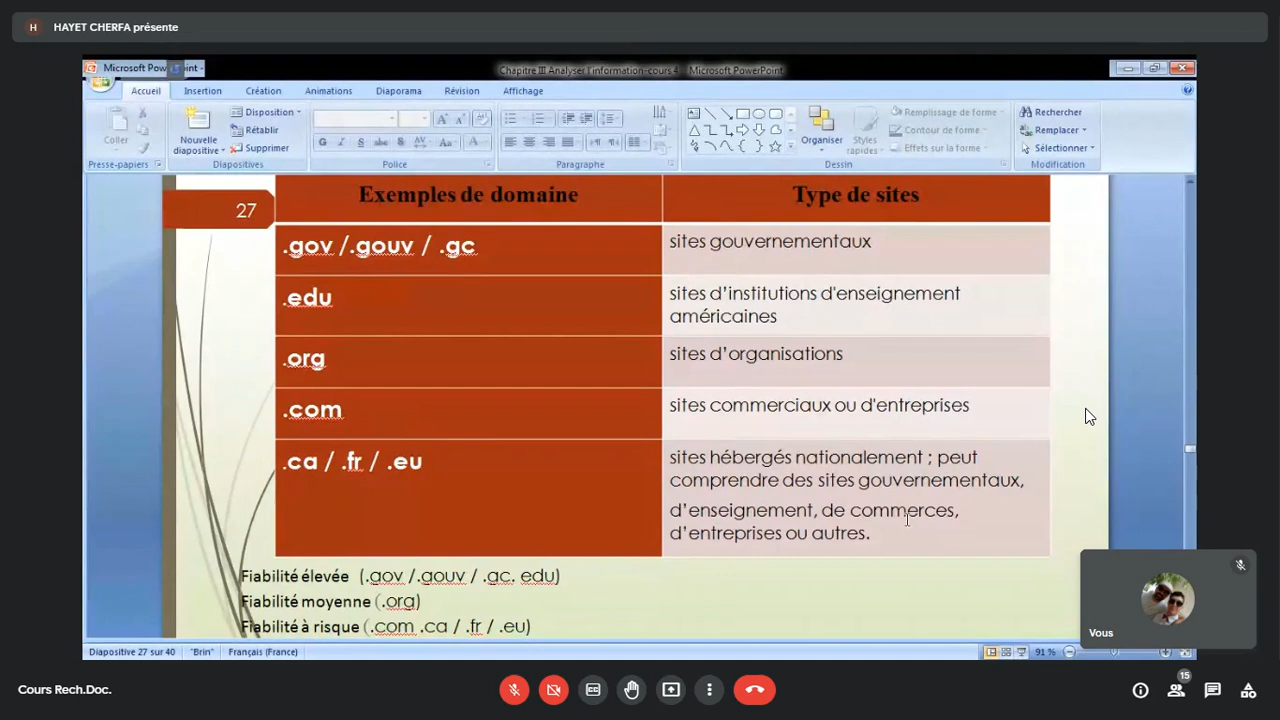 H HAYET CHERFA présente
Microsoft PowerPoint -
Chapitre III Analyser l'information-cours 4 Microsoft PowerPoint
Accueil Insertion Création Animations Diaporama Révision Affichage
Coller
Presse-papiers
Nouvelle diapositive
Disposition
Rétablir
Supprimer
Diapositives
G I S abe S AV Aa A
Police
Paragraphe
Organiser
Styles rapides
Remplissage de forme
Contour de forme
Effets sur la forme
Dessin
Rechercher
Remplacer
Sélectionner
Modification
27
Exemples de domaine Type de sites
.gov /.gouv / .gc sites gouvernementaux
.edu sites d'institutions d'enseignement
américaines
.org sites d'organisations
.com sites commerciaux ou d'entreprises
.ca / .fr / .eu sites hébergés nationalement ; peut
comprendre des sites gouvernementaux,
d'enseignement, de commerces,
d'entreprises ou autres.
Fiabilité élevée (.gov /.gouv / .gc. edu)
Fiabilité moyenne (.org)
Fiabilité à risque (.com .ca / .fr / .eu)
Vous
Diapositive 27 sur 40 "Brin" Français (France) 91 %
Cours Rech.Doc.
15